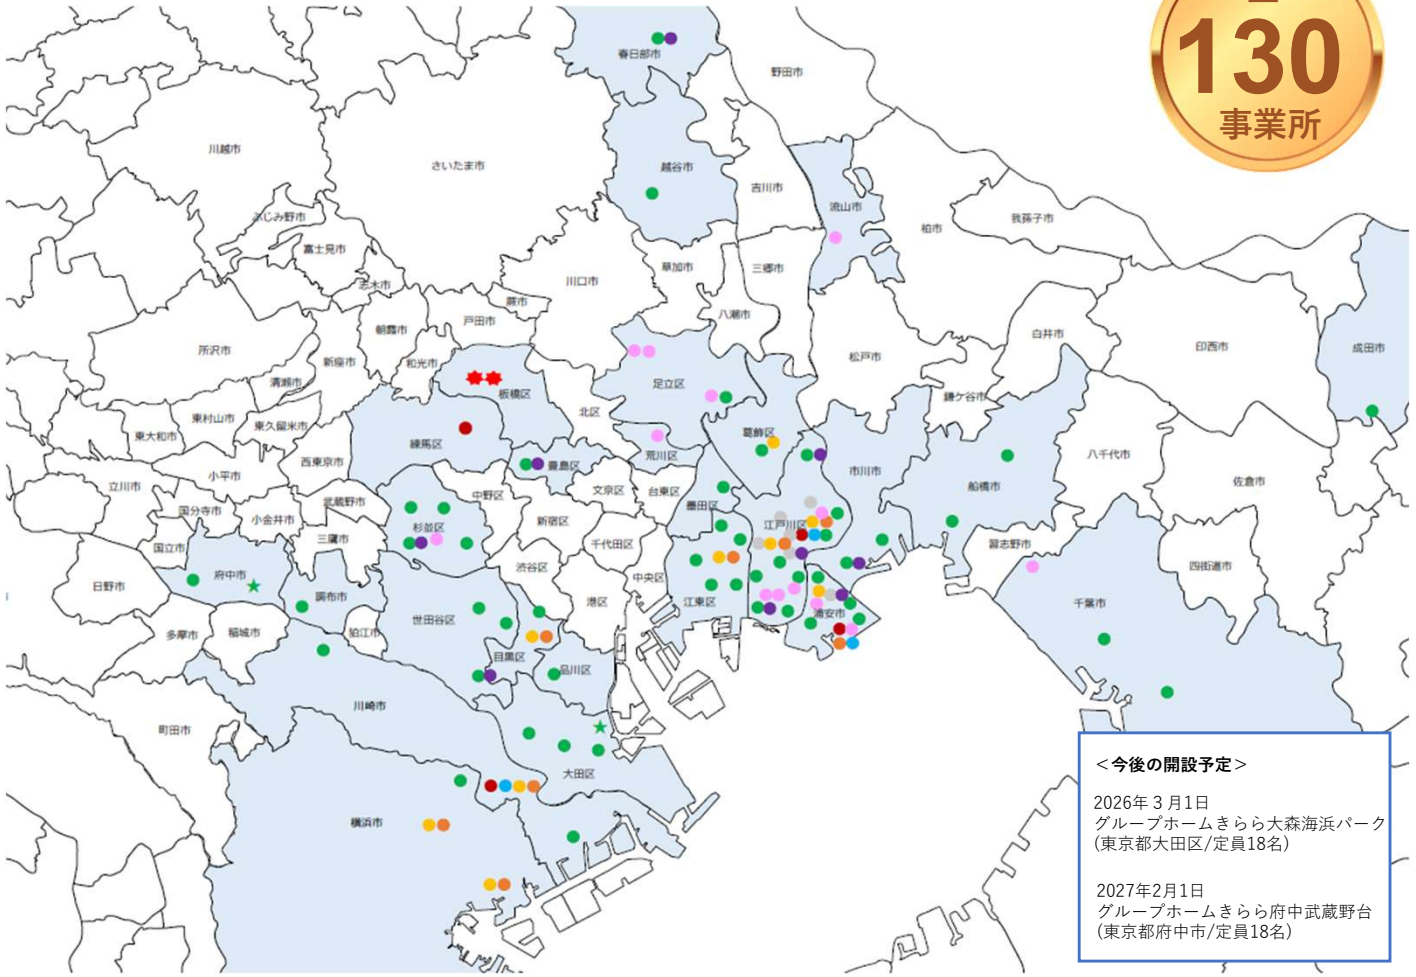 130
事業所
春日部市
野田市
川越市
さいたま市
越谷市
吉川市
流山市
柏市
我孫子市
ふじみ野市
富士見市
志木市
川口市
草加市
三郷市
蕨市
戸田市
八潮市
朝霞市
和光市
新座市
所沢市
清瀬市
松戸市
白井市
印西市
成田市
板橋区
足立区
北区
鎌ケ谷市
東村山市
東久留米市
東大和市
練馬区
葛飾区
荒川区
西東京市
豊島区
市川市
八千代市
佐倉市
船橋市
小平市
立川市
武蔵野市
中野区
文京区
台東区
墨田区
国分寺市
小金井市
杉並区
新宿区
江戸川区
三鷹市
千代田区
習志野市
国立市
渋谷区
中央区
四街道市
日野市
府中市
調布市
港区
江東区
千葉市
世田谷区
浦安市
多摩市
稲城市
狛江市
目黒区
品川区
川崎市
町田市
大田区
横浜市
＜今後の開設予定＞
2026年３月1日
グループホームきらら大森海浜パーク
(東京都大田区/定員18名)
2027年2月1日
グループホームきらら府中武蔵野台
(東京都府中市/定員18名)